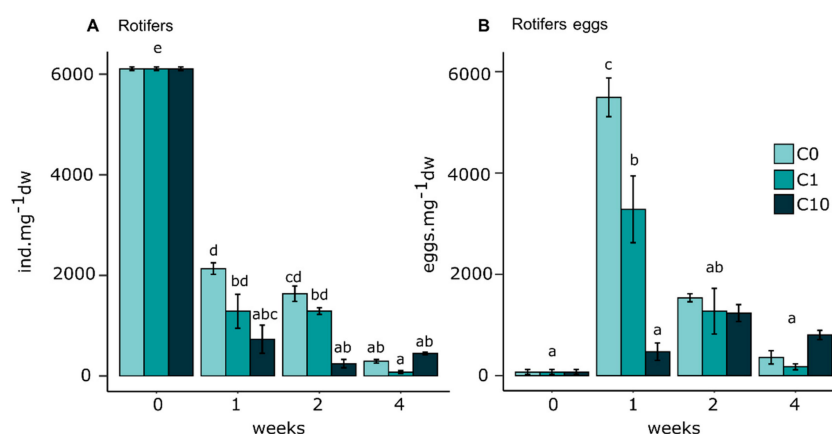 A Rotifers
B Rotifers eggs
ind.mg⁻¹dw
6000
4000
2000
0
e
d
bd
abc
cd
bd
ab
ab
a
ab
0 1 2 4
weeks
eggs.mg⁻¹dw
6000
4000
2000
0
a
c
b
a
ab
a
0 1 2 4
weeks
C0
C1
C10